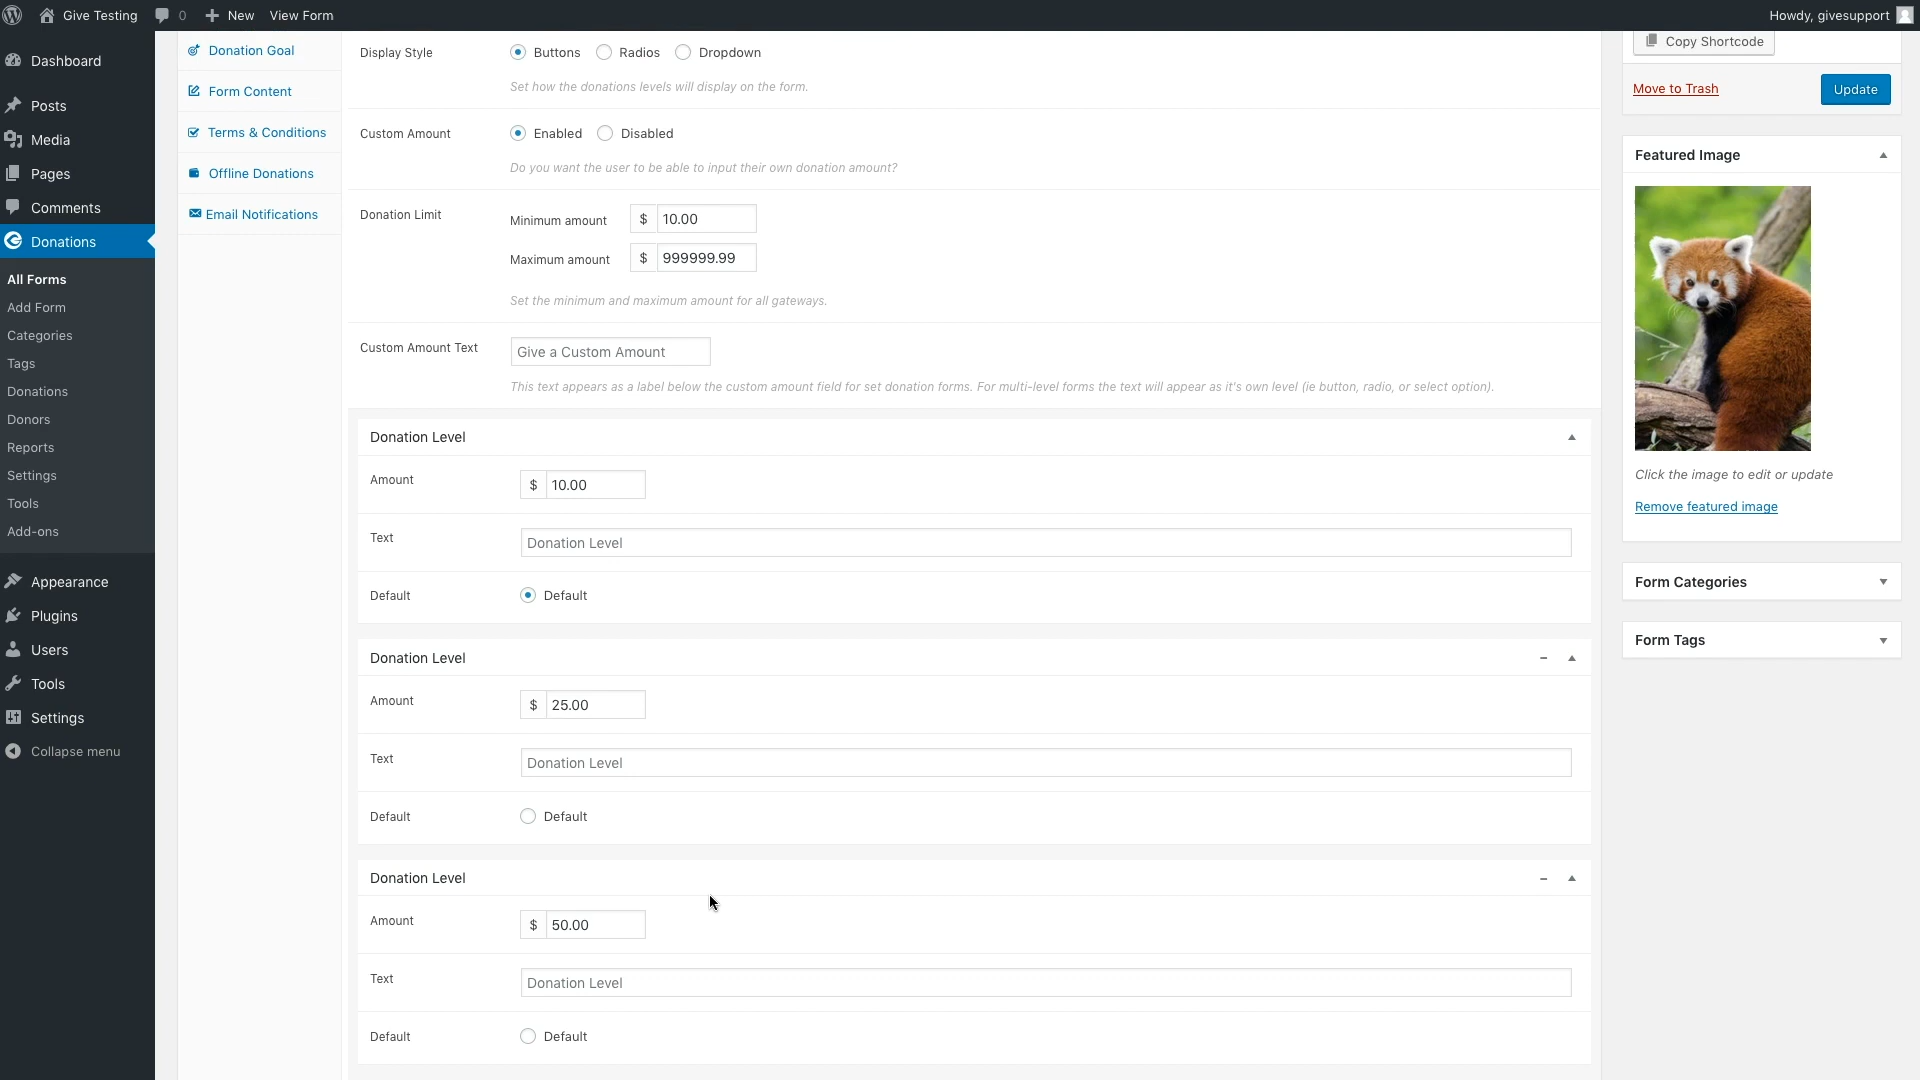 Give Testing
0
New
View Form
Howdy, givesupport
Dashboard
Posts
Media
Pages
Comments
Donations
All Forms
Add Form
Categories
Tags
Donations
Donors
Reports
Settings
Tools
Add-ons
Appearance
Plugins
Users
Tools
Settings
Collapse menu
Donation Goal
Form Content
Terms & Conditions
Offline Donations
Email Notifications
Display Style
Buttons Radios Dropdown
Set how the donations levels will display on the form.
Custom Amount
Enabled Disabled
Do you want the user to be able to input their own donation amount?
Donation Limit
Minimum amount $ 10.00
Maximum amount $ 999999.99
Set the minimum and maximum amount for all gateways.
Custom Amount Text
Give a Custom Amount
This text appears as a label below the custom amount field for set donation forms. For multi-level forms the text will appear as it's own level (ie button, radio, or select option).
Donation Level
Amount $ 10.00
Text Donation Level
Default Default
Donation Level
Amount $ 25.00
Text Donation Level
Default Default
Donation Level
Amount $ 50.00
Text Donation Level
Default Default
Copy Shortcode
Move to Trash
Update
Featured Image
Click the image to edit or update
Remove featured image
Form Categories
Form Tags